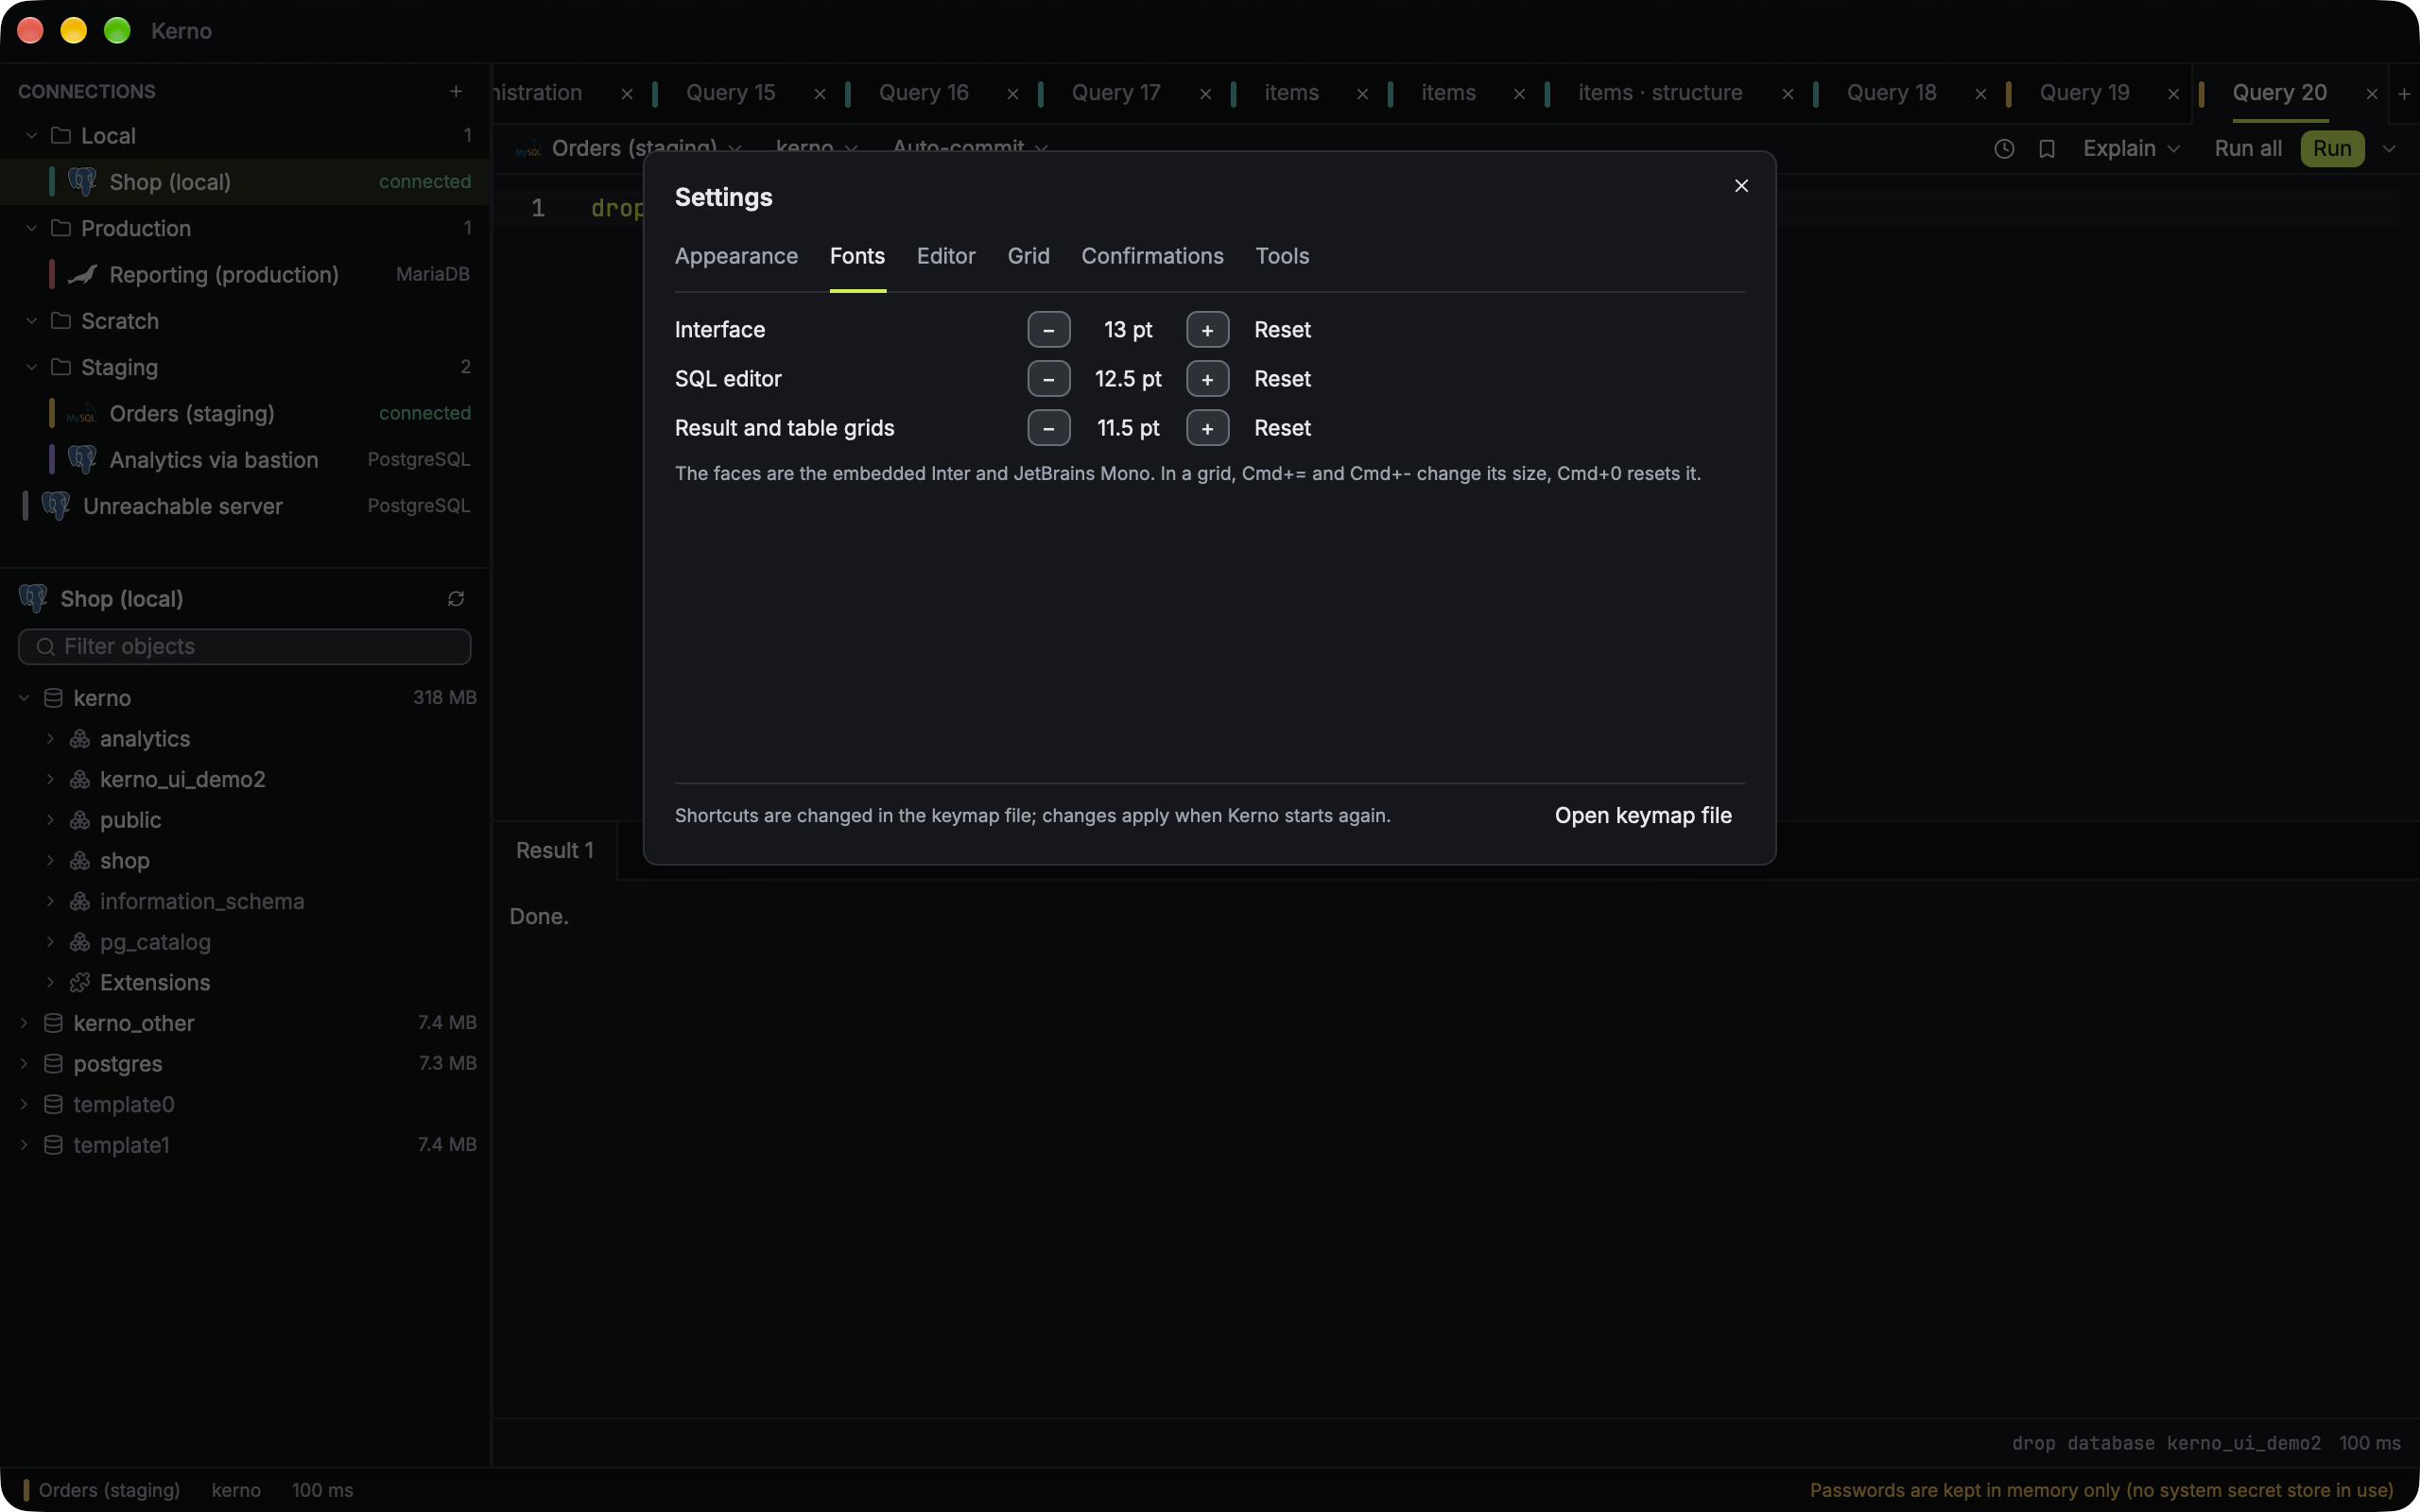 Kerno
CONNECTIONS
Local 1
Shop (local) connected
Production 1
Reporting (production) MariaDB
Scratch
Staging 2
MySQL Orders (staging) connected
Analytics via bastion PostgreSQL
Unreachable server PostgreSQL
Shop (local)
Filter objects
kerno 318 MB
analytics
kerno_ui_demo2
public
shop
information_schema
pg_catalog
Extensions
kerno_other 7.4 MB
postgres 7.3 MB
template0
template1 7.4 MB
nistration Query 15 Query 16 Query 17 items items items · structure Query 18 Query 19 Query 20
MySQL Orders (staging) kerno Auto-commit Explain Run all Run
1 drop
Settings
Appearance Fonts Editor Grid Confirmations Tools
Interface − 13 pt + Reset
SQL editor − 12.5 pt + Reset
Result and table grids − 11.5 pt + Reset
The faces are the embedded Inter and JetBrains Mono. In a grid, Cmd+= and Cmd+- change its size, Cmd+0 resets it.
Shortcuts are changed in the keymap file; changes apply when Kerno starts again. Open keymap file
Result 1
Done.
drop database kerno_ui_demo2 100 ms
Orders (staging) kerno 100 ms Passwords are kept in memory only (no system secret store in use)